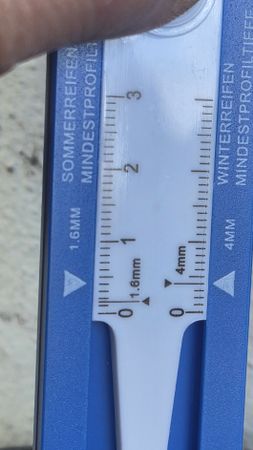 SOMMERREIFEN
MINDESTPROFILTIEFE
1.6MM
3
2
1
0
1.6mm
4mm
0
WINTERREIFEN
MINDESTPROFILTIEFE
4MM